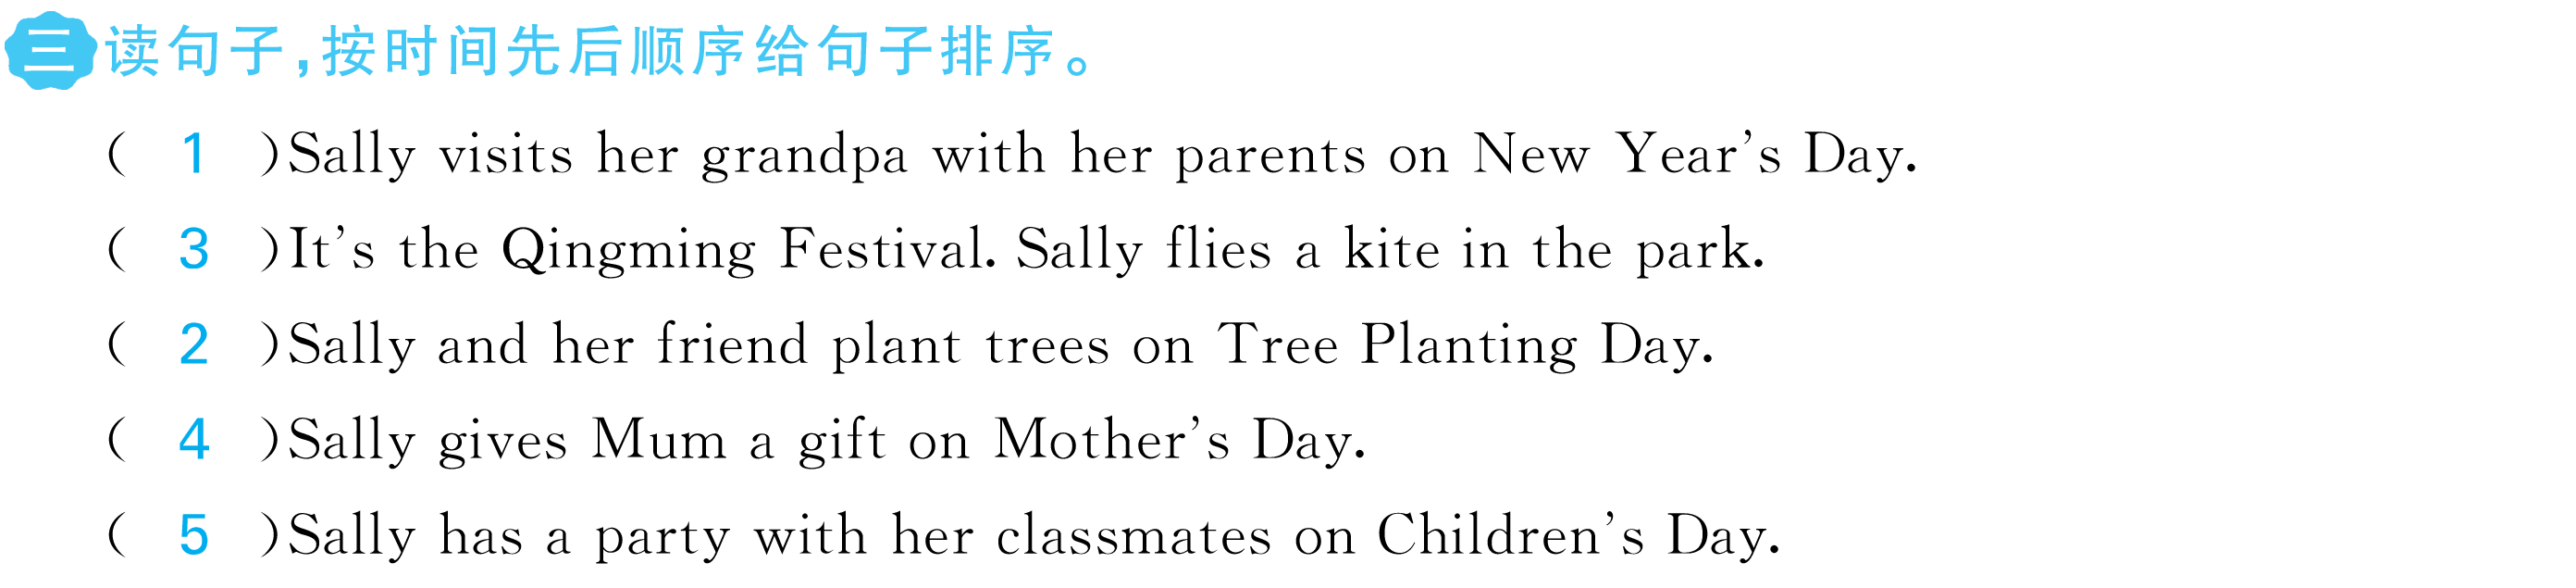 三 读句子,按时间先后顺序给句子排序。
( 1 )Sally visits her grandpa with her parents on New Year's Day.
( 3 )It's the Qingming Festival. Sally flies a kite in the park.
( 2 )Sally and her friend plant trees on Tree Planting Day.
( 4 )Sally gives Mum a gift on Mother's Day.
( 5 )Sally has a party with her classmates on Children's Day.